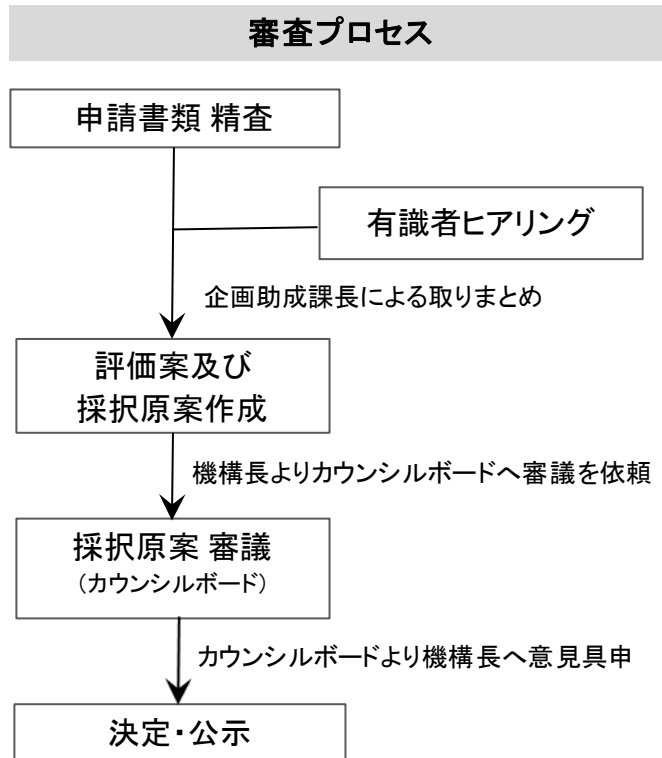 審査プロセス
申請書類 精査
有識者ヒアリング
企画助成課長による取りまとめ
評価案及び
採択原案作成
機構長よりカウンシルボードへ審議を依頼
採択原案 審議
（カウンシルボード）
カウンシルボードより機構長へ意見具申
決定・公示